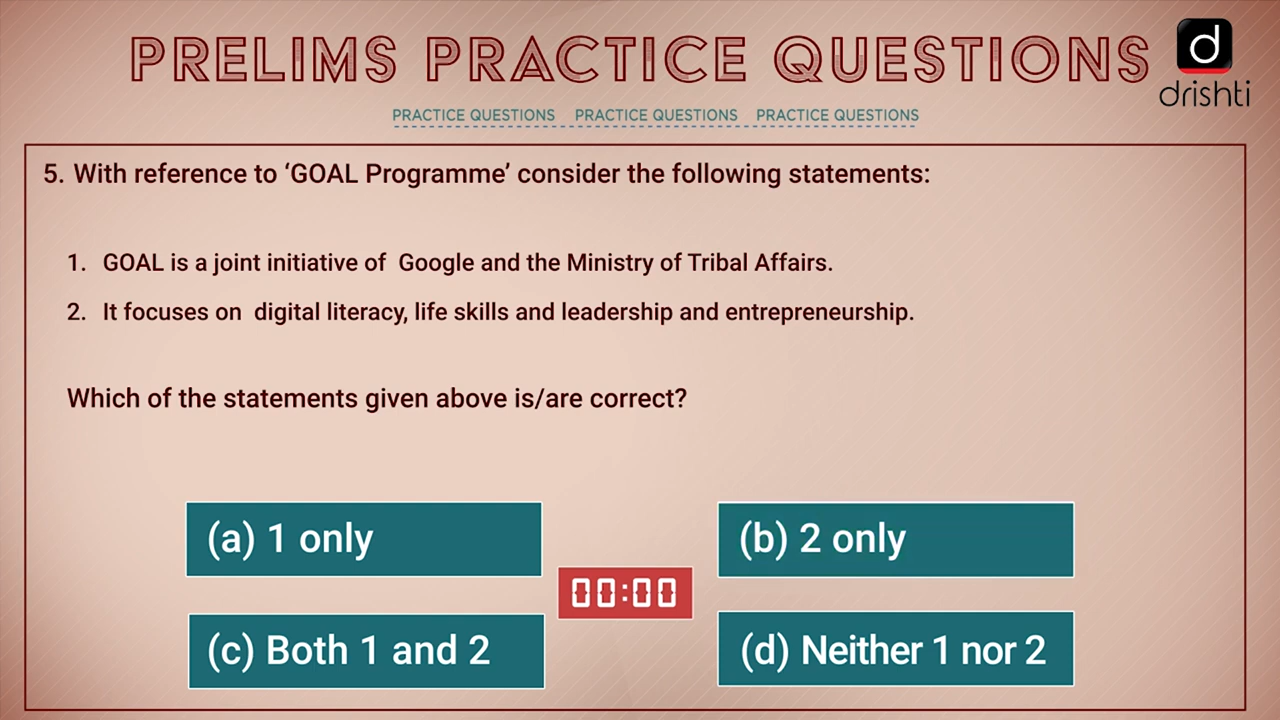 PRELIMS PRACTICE QUESTIONS
d
drishti
PRACTICE QUESTIONS PRACTICE QUESTIONS PRACTICE QUESTIONS
5. With reference to ‘GOAL Programme’ consider the following statements:
1. GOAL is a joint initiative of Google and the Ministry of Tribal Affairs.
2. It focuses on digital literacy, life skills and leadership and entrepreneurship.
Which of the statements given above is/are correct?
(a) 1 only
(b) 2 only
00:00
(c) Both 1 and 2
(d) Neither 1 nor 2